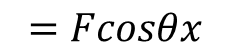 = Fcosθx